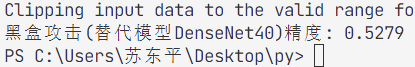 Clipping input data to the valid range fo
黑盒攻击(替代模型DenseNet40)精度: 0.5279
PS C:\Users\苏东平\Desktop\py>